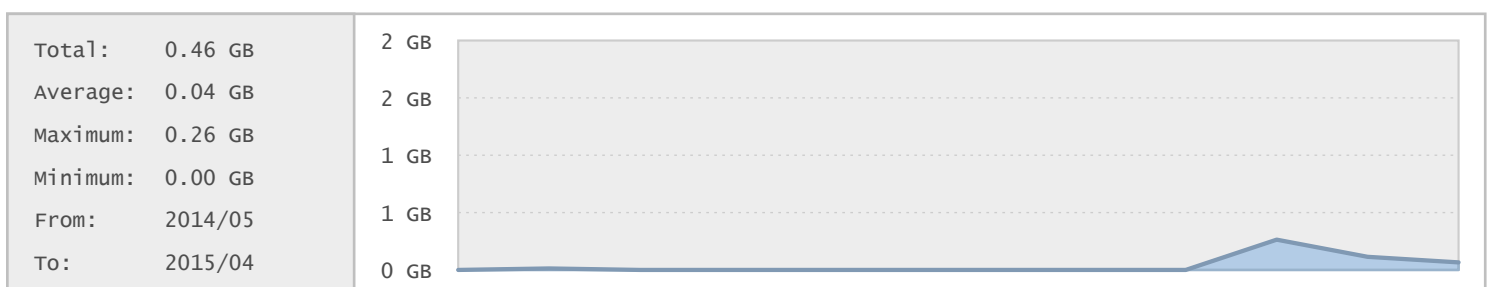 Total: 0.46 GB
Average: 0.04 GB
Maximum: 0.26 GB
Minimum: 0.00 GB
From: 2014/05
To: 2015/04
2 GB
2 GB
1 GB
1 GB
0 GB